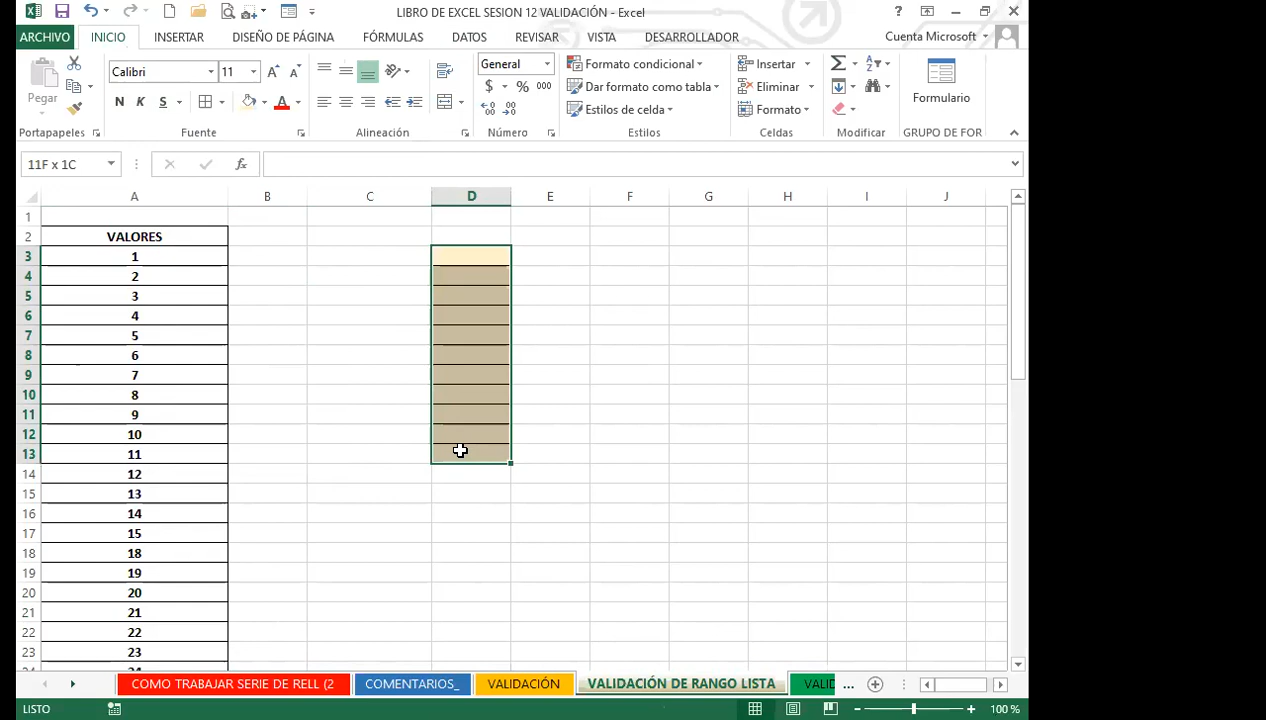 LIBRO DE EXCEL SESION 12 VALIDACIÓN - Excel
ARCHIVO INICIO INSERTAR DISEÑO DE PÁGINA FÓRMULAS DATOS REVISAR VISTA DESARROLLADOR Cuenta Microsoft
Pegar
Calibri 11
N K S
General
$ % 000
Formato condicional
Dar formato como tabla
Estilos de celda
Insertar
Eliminar
Formato
Formulario
Portapapeles Fuente Alineación Número Estilos Celdas Modificar GRUPO DE FOR
11F x 1C fx
A B C D E F G H I J
1
2 VALORES
3 1
4 2
5 3
6 4
7 5
8 6
9 7
10 8
11 9
12 10
13 11
14 12
15 13
16 14
17 15
18 18
19 19
20 20
21 21
22 22
23 23
24 24
COMO TRABAJAR SERIE DE RELL (2 COMENTARIOS_ VALIDACIÓN VALIDACIÓN DE RANGO LISTA VALID ...
LISTO 100 %